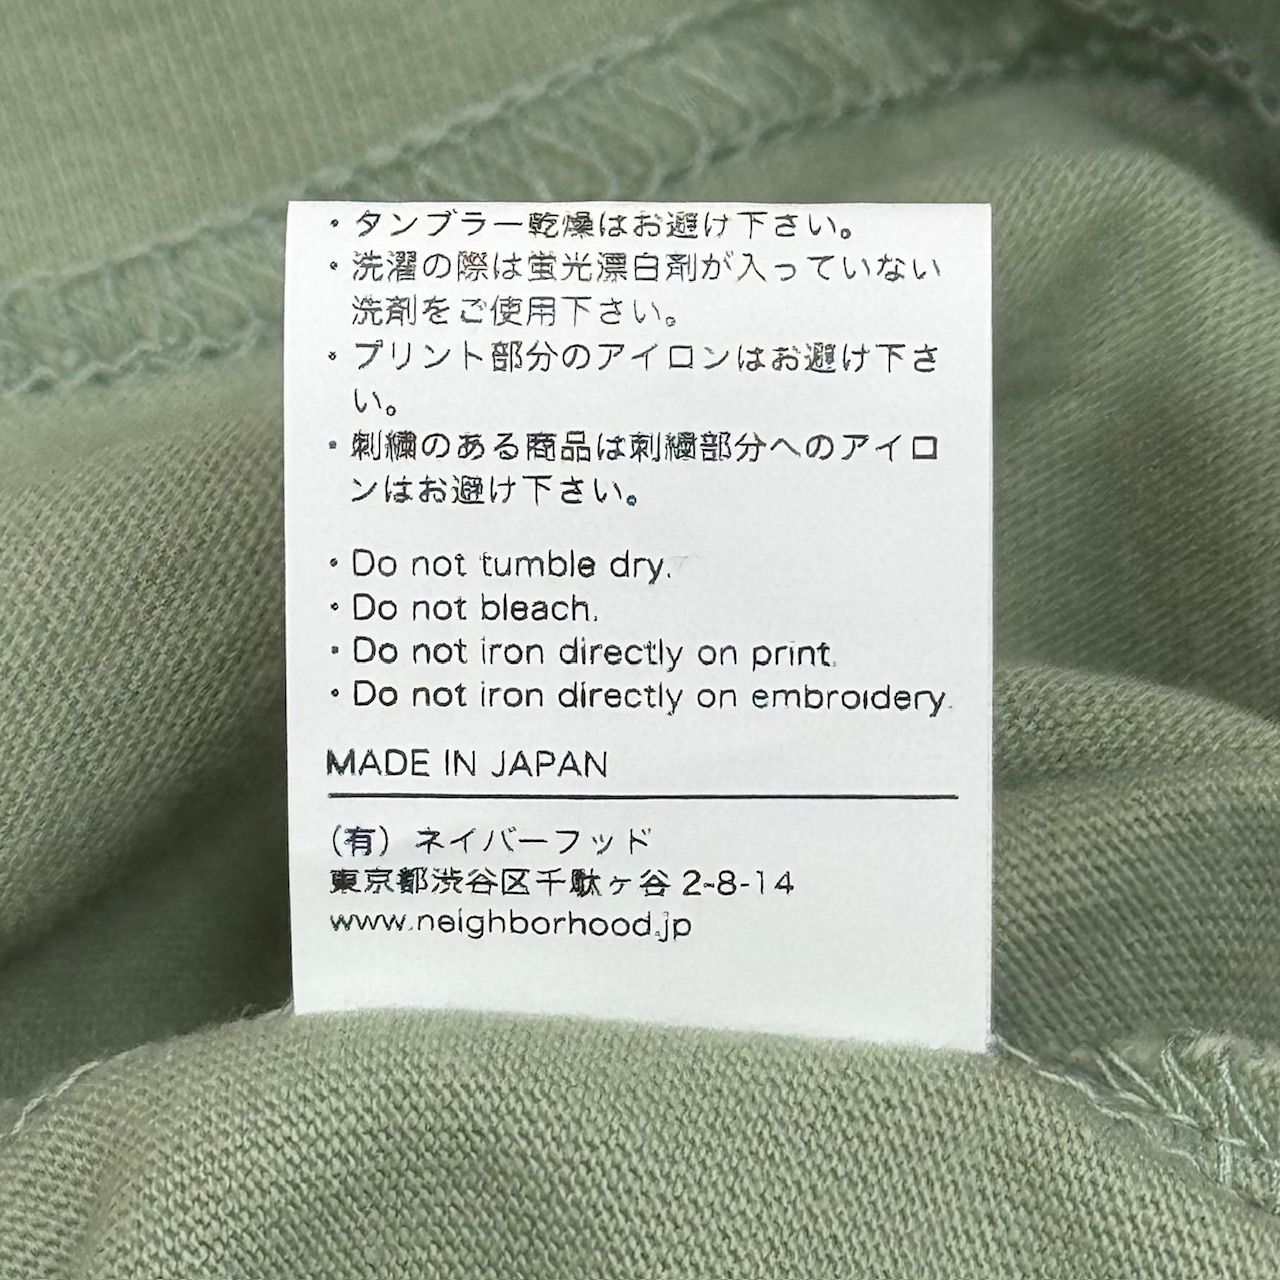 ・タンブラー乾燥はお避け下さい。
・洗濯の際は蛍光漂白剤が入っていない
洗剤をご使用下さい。
・プリント部分のアイロンはお避け下さ
い。
・刺繍のある商品は刺繍部分へのアイロ
ンはお避け下さい。
・Do not tumble dry.
・Do not bleach.
・Do not iron directly on print.
・Do not iron directly on embroidery.
MADE IN JAPAN
(有) ネイバーフッド
東京都渋谷区千駄ヶ谷 2-8-14
www.neighborhood.jp